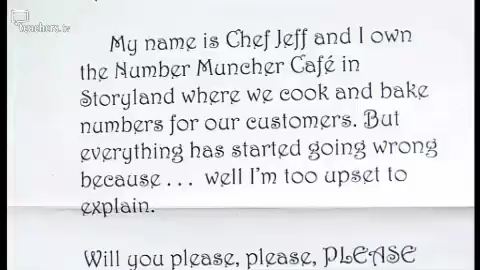 Teachers.tv
My name is Chef Jeff and I own
the Number Muncher Café in
Storyland where we cook and bake
numbers for our customers. But
everything has started going wrong
because ... well I'm too upset to
explain.
Will you please, please, PLEASE